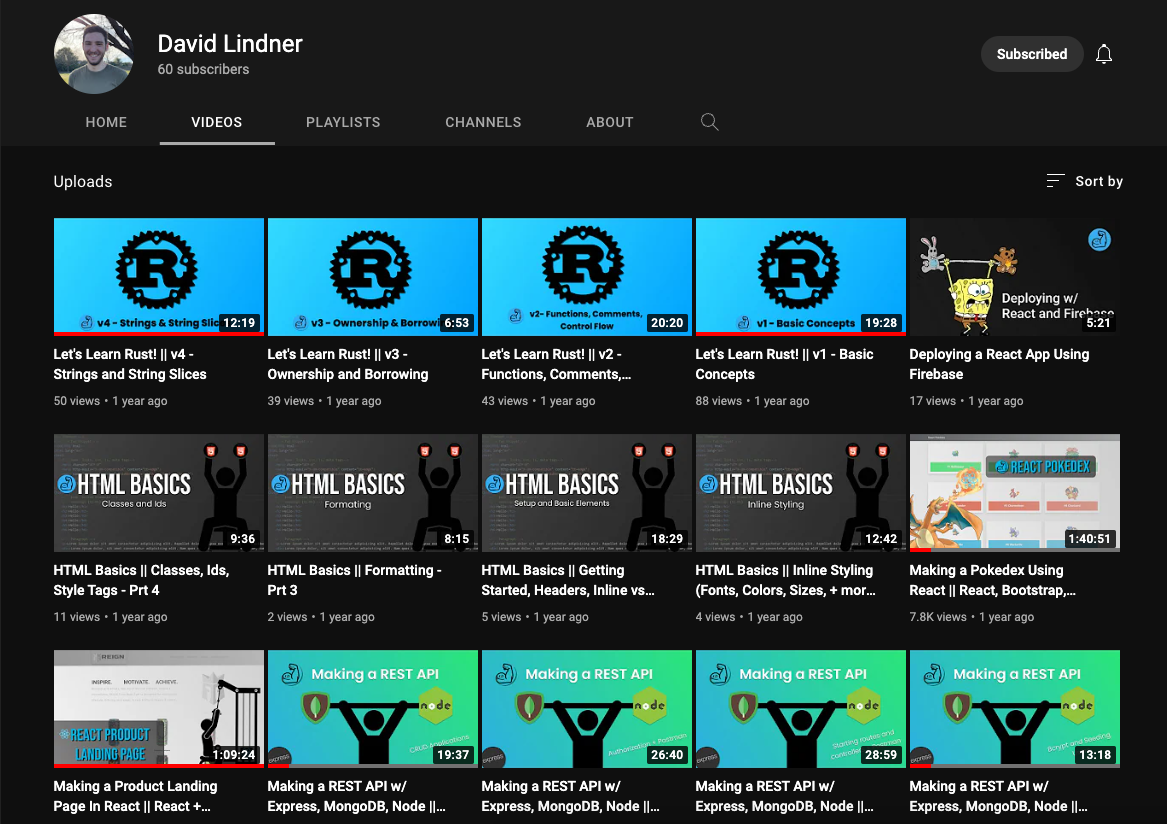 David Lindner
60 subscribers
Subscribed
HOME
VIDEOS
PLAYLISTS
CHANNELS
ABOUT
Uploads
Sort by
R
v4 - Strings & String Slic
12:19
R
v3 - Ownership & Borrowi
6:53
R
v2- Functions, Comments,
Control Flow
20:20
R
v1 - Basic Concepts
19:28
Deploying w/
React and Firebase
5:21
Let's Learn Rust! || v4 -
Strings and String Slices
50 views • 1 year ago
Let's Learn Rust! || v3 -
Ownership and Borrowing
39 views • 1 year ago
Let's Learn Rust! || v2 -
Functions, Comments,...
43 views • 1 year ago
Let's Learn Rust! || v1 - Basic
Concepts
88 views • 1 year ago
Deploying a React App Using
Firebase
17 views • 1 year ago
HTML BASICS
Classes and Ids
9:36
HTML BASICS
Formating
8:15
HTML BASICS
Setup and Basic Elements
18:29
HTML BASICS
Inline Styling
12:42
REACT POKEDEX
1:40:51
HTML Basics || Classes, Ids,
Style Tags - Prt 4
11 views • 1 year ago
HTML Basics || Formatting -
Prt 3
2 views • 1 year ago
HTML Basics || Getting
Started, Headers, Inline vs...
5 views • 1 year ago
HTML Basics || Inline Styling
(Fonts, Colors, Sizes, + mor...
4 views • 1 year ago
Making a Pokedex Using
React || React, Bootstrap,...
7.8K views • 1 year ago
REIGN
INSPIRE. MOTIVATE. ACHIEVE.
REACT PRODUCT
LANDING PAGE
1:09:24
Making a REST API
node
CRUD Applications
express
19:37
Making a REST API
node
Authorization + Postman
express
26:40
Making a REST API
node
Starting routes and
express
28:59
Making a REST API
node
Bcrypt and Seeding
express
13:18
Making a Product Landing
Page In React || React +...
Making a REST API w/
Express, MongoDB, Node ||...
Making a REST API w/
Express, MongoDB, Node ||...
Making a REST API w/
Express, MongoDB, Node ||...
Making a REST API w/
Express, MongoDB, Node ||...